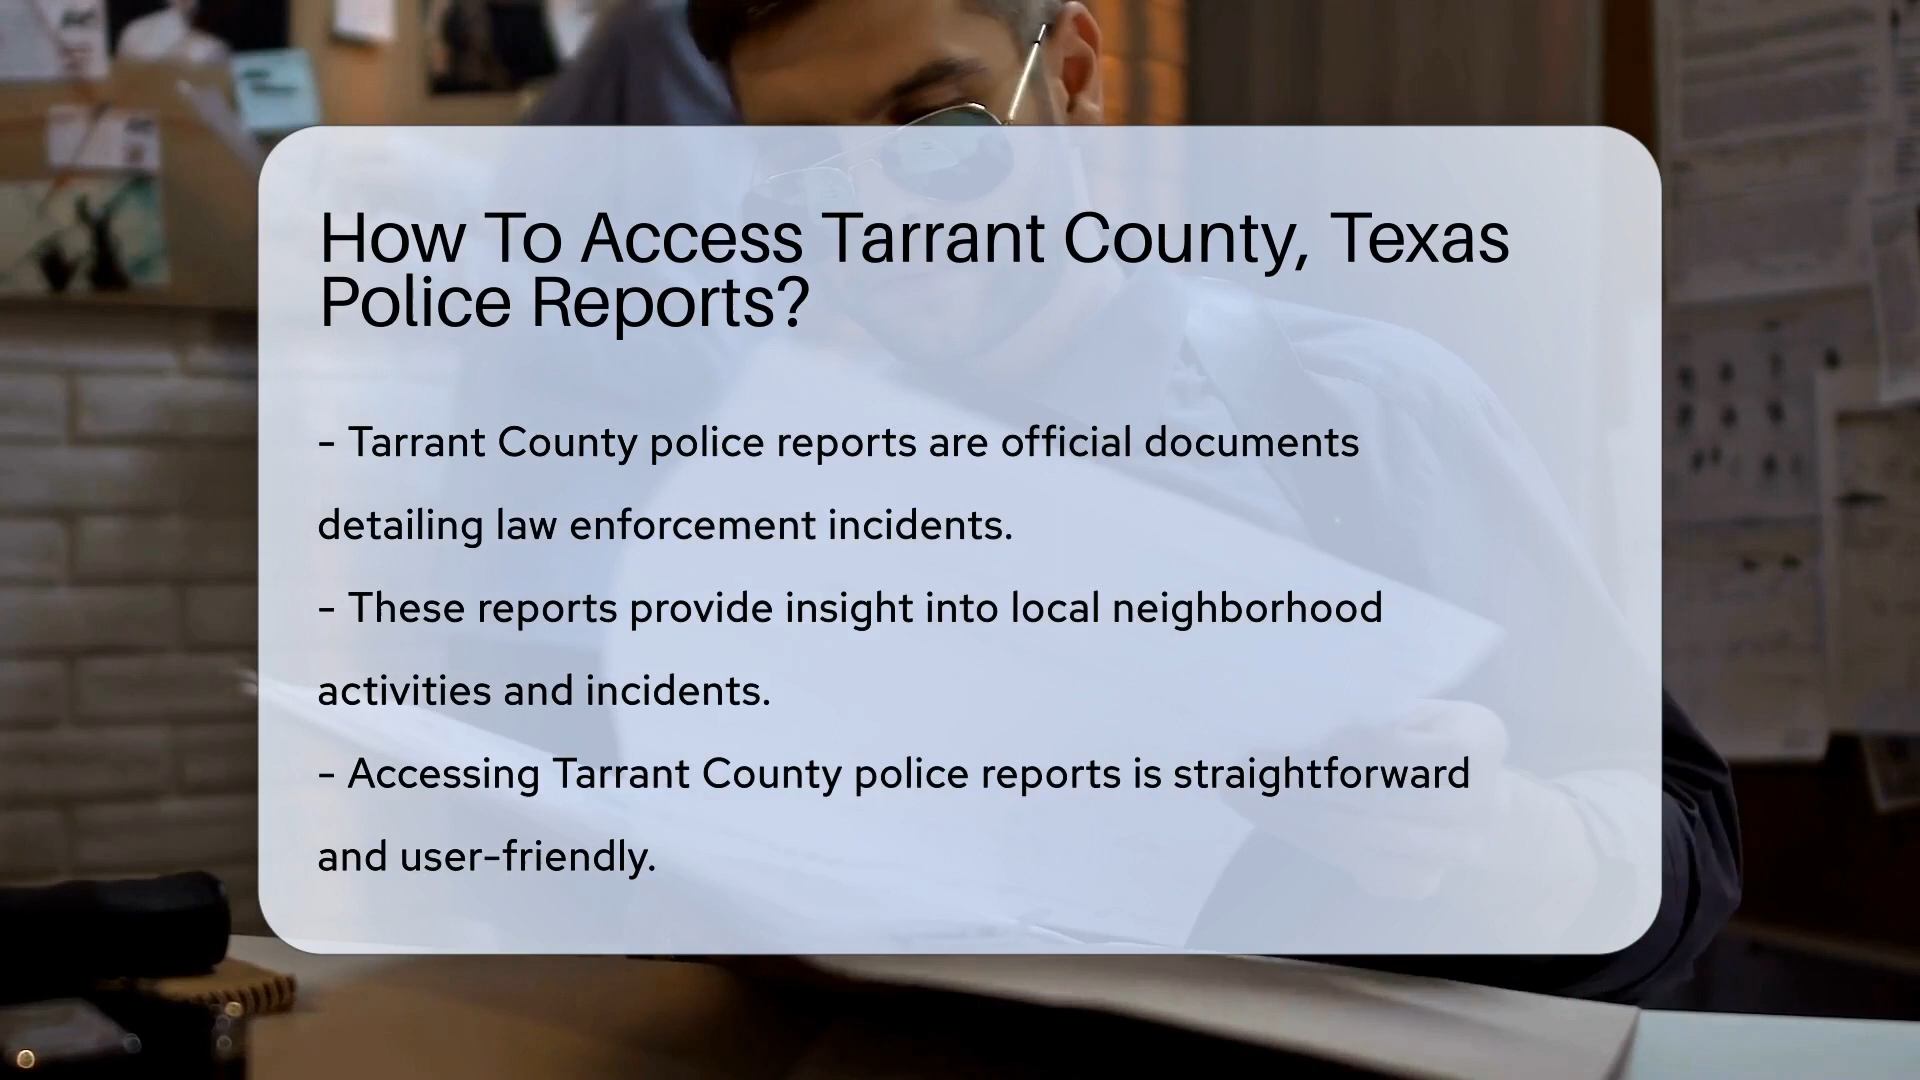 How To Access Tarrant County, Texas
Police Reports?
- Tarrant County police reports are official documents
detailing law enforcement incidents.
- These reports provide insight into local neighborhood
activities and incidents.
- Accessing Tarrant County police reports is straightforward
and user-friendly.